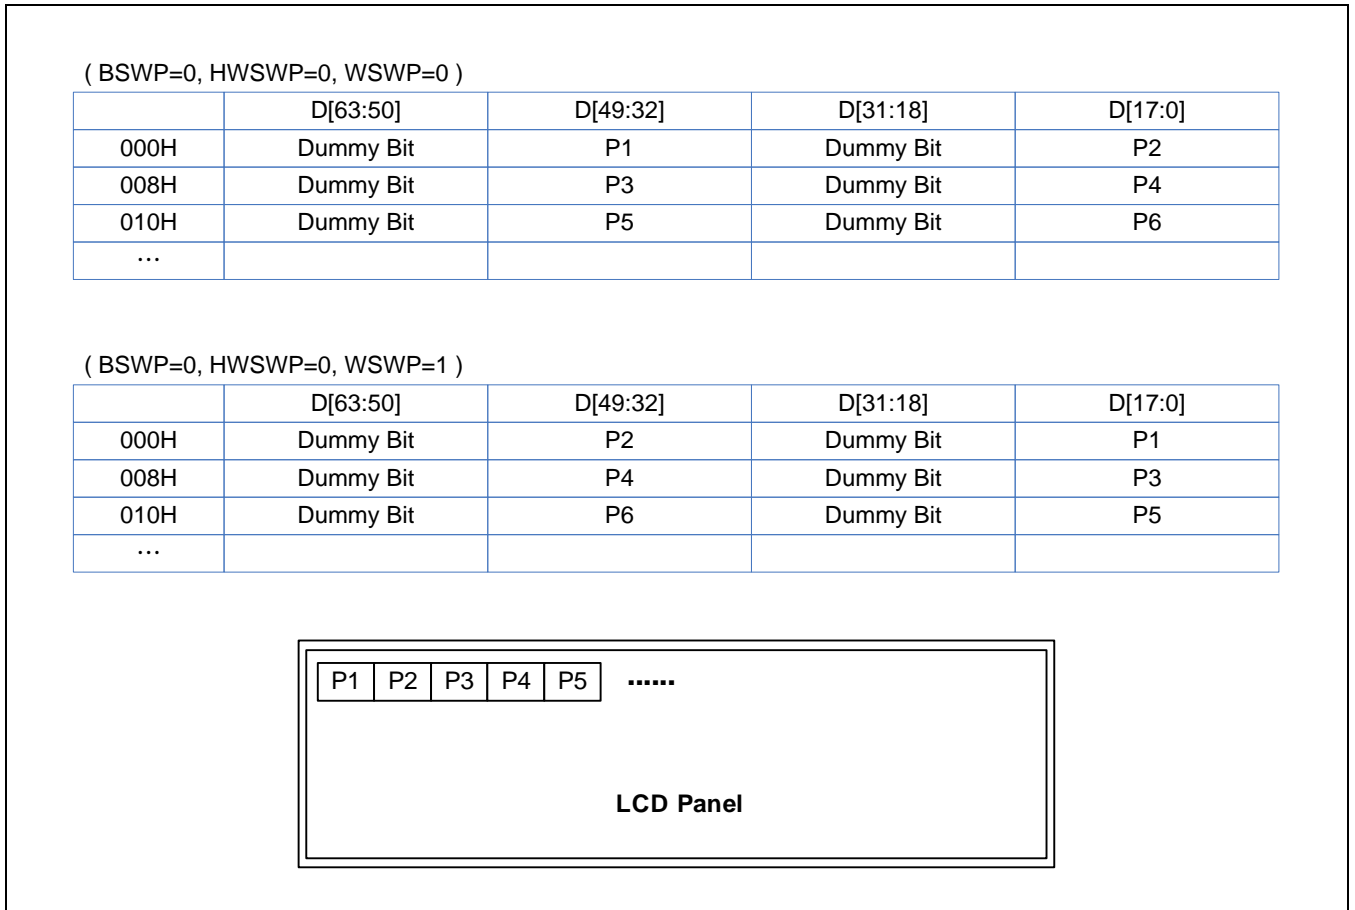 ( BSWP=0, HWSWP=0, WSWP=0 )
D[63:50] D[49:32] D[31:18] D[17:0]
000H Dummy Bit P1 Dummy Bit P2
008H Dummy Bit P3 Dummy Bit P4
010H Dummy Bit P5 Dummy Bit P6
…
( BSWP=0, HWSWP=0, WSWP=1 )
D[63:50] D[49:32] D[31:18] D[17:0]
000H Dummy Bit P2 Dummy Bit P1
008H Dummy Bit P4 Dummy Bit P3
010H Dummy Bit P6 Dummy Bit P5
…
P1 P2 P3 P4 P5 ......
LCD Panel